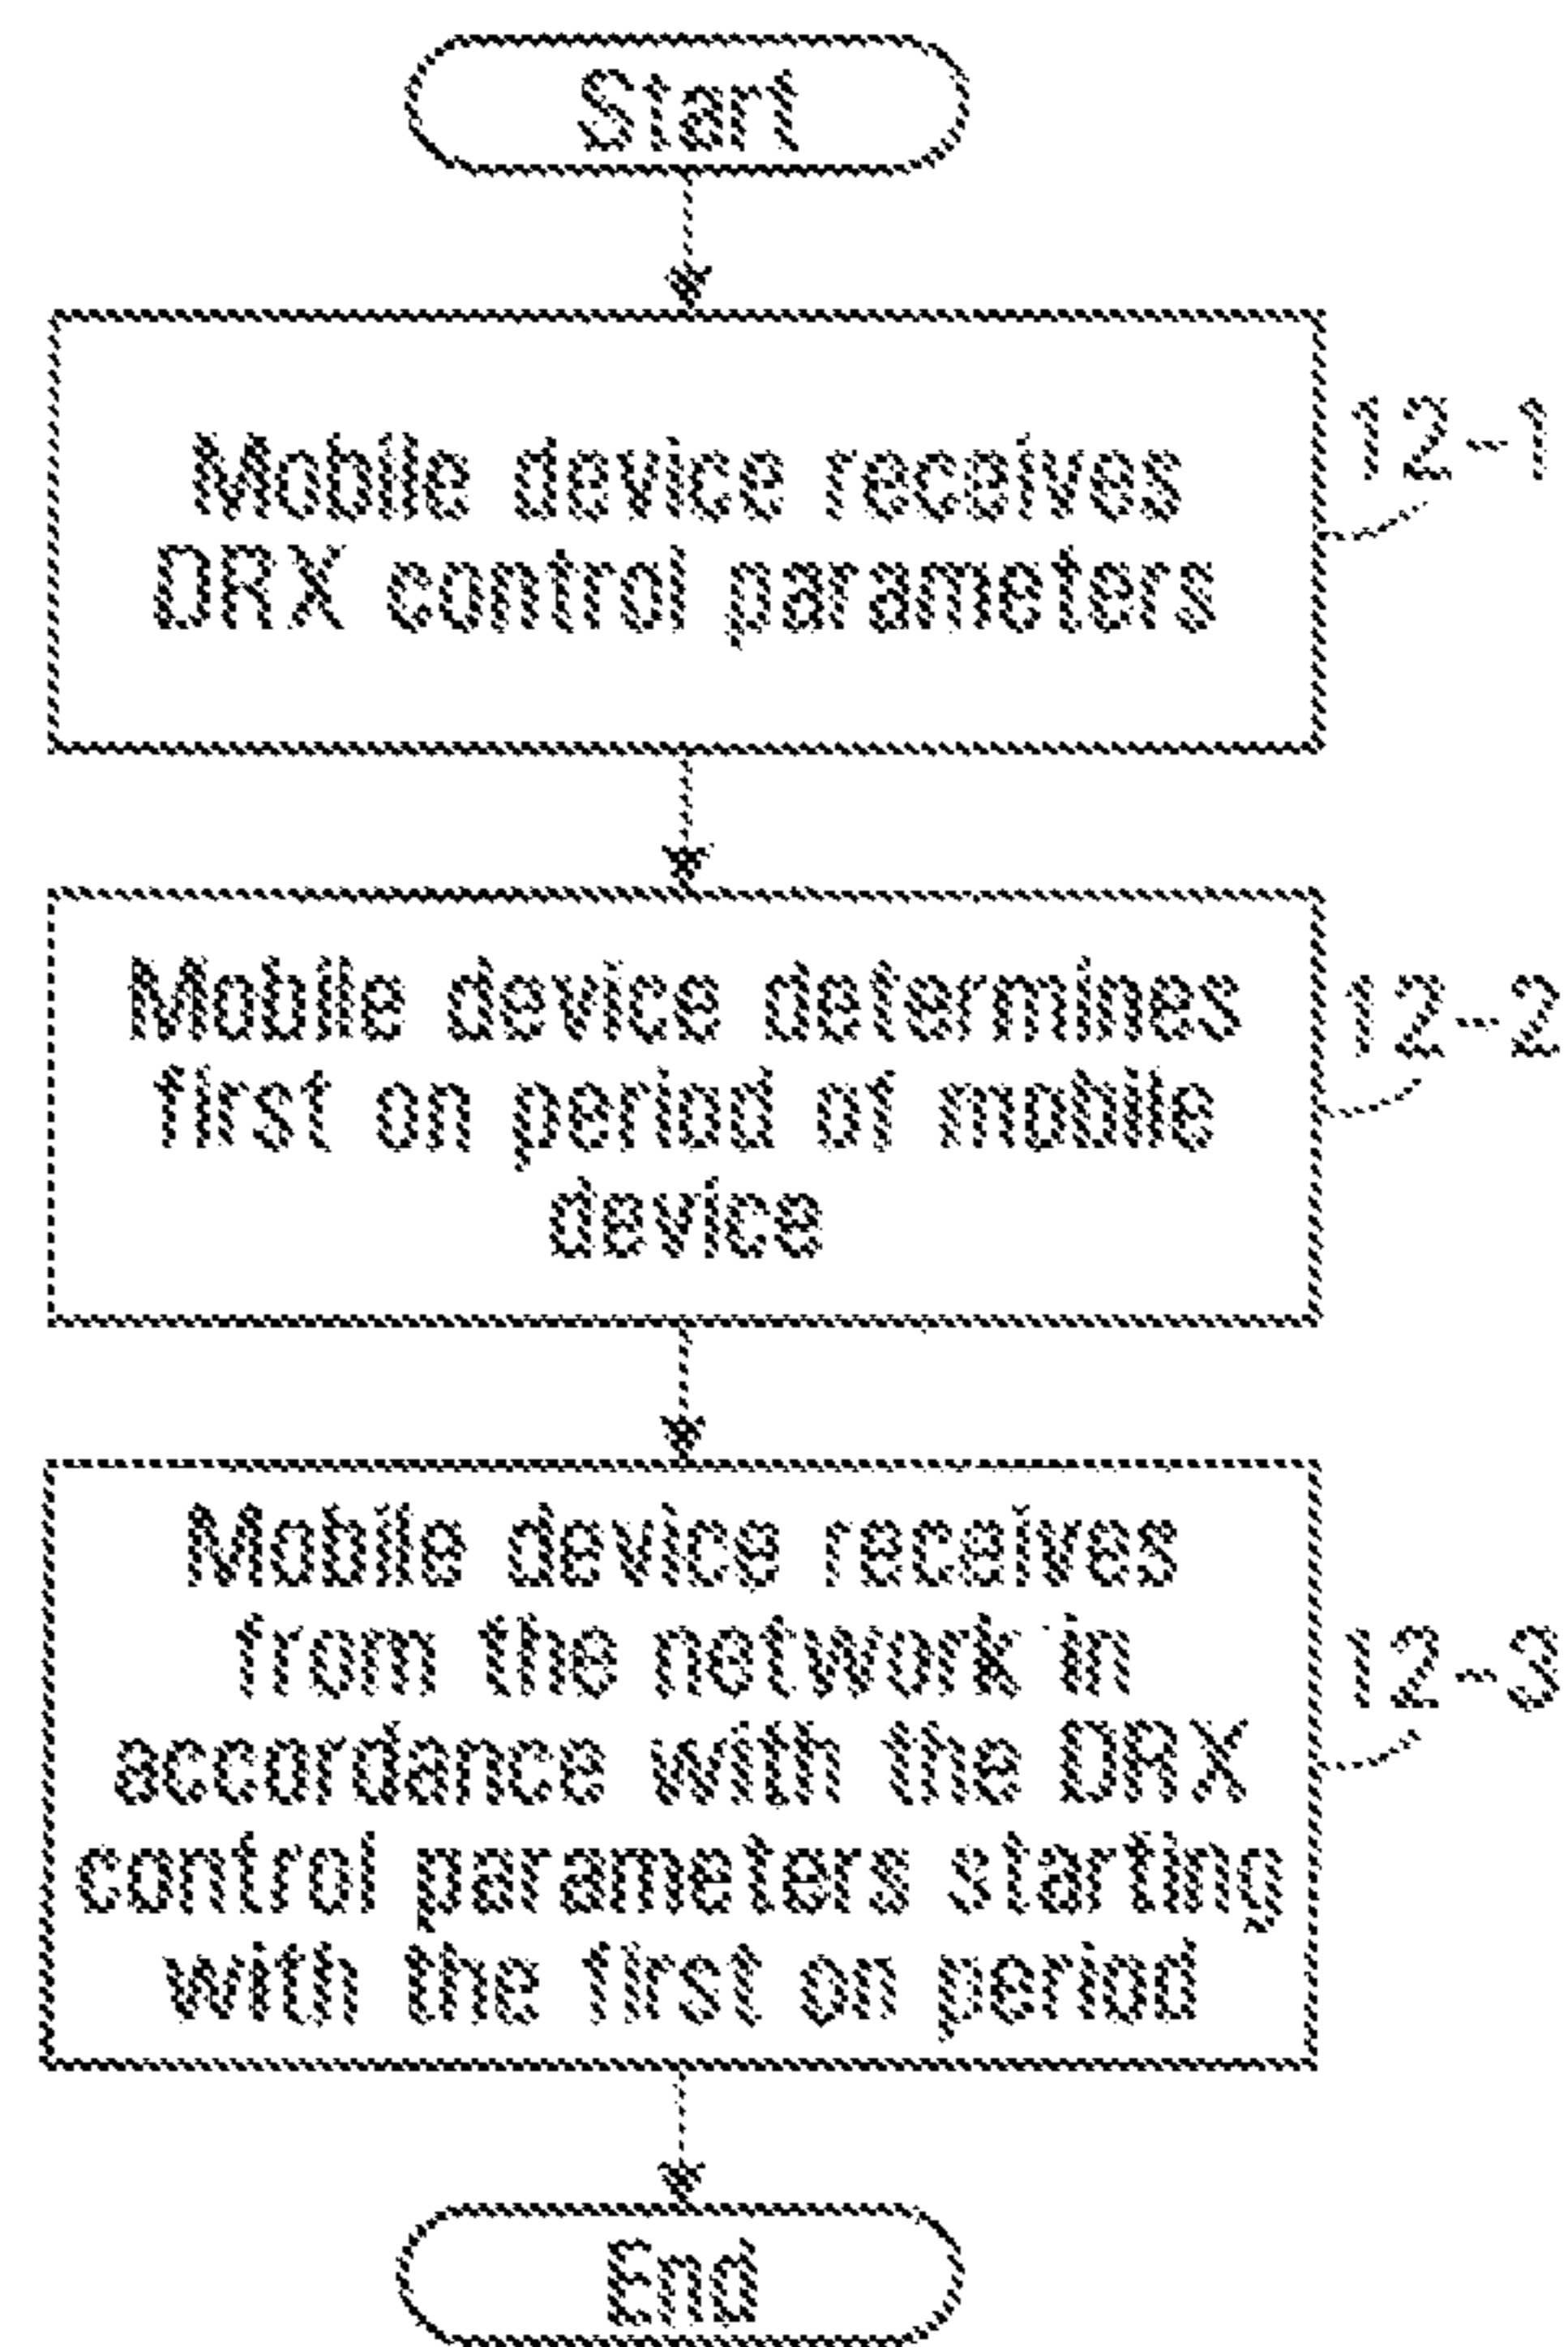 Start
Mobile device receives
DRX control parameters
12-1
Mobile device determines
first on period of mobile
device
12-2
Mobile device receives
from the network in
accordance with the DRX
control parameters starting
with the first on period
12-3
End